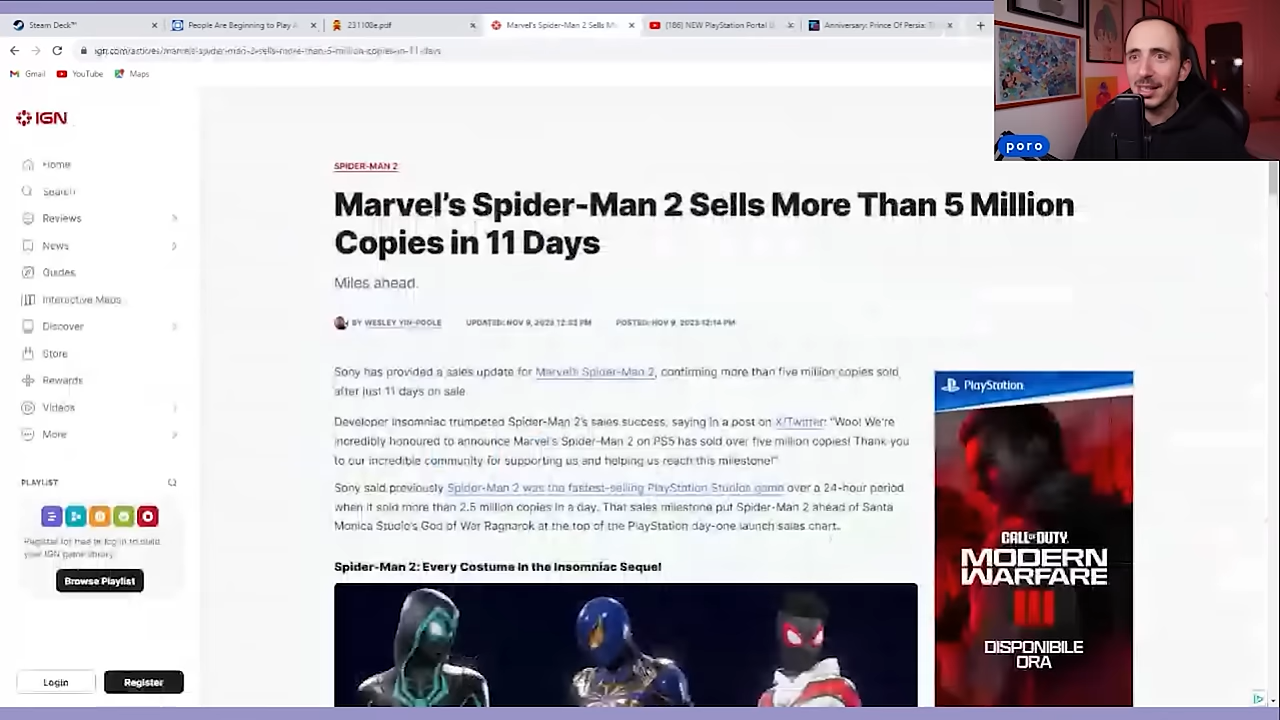 Steam Deck™
People Are Beginning to Play A
231109e.pdf
Marvel's Spider-Man 2 Sells M
(186) NEW PlayStation Portal
Anniversary: Prince Of Persia:
ign.com/articles/marvels-spider-man-2-sells-more-than-5-million-copies-in-11-days
Gmail
YouTube
Maps
poro
IGN
Home
Search
Reviews
News
Guides
Interactive Maps
Discover
Store
Rewards
Videos
More
PLAYLIST
Register for free or log in to build
your IGN game library.
Browse Playlist
Login
Register
SPIDER-MAN 2
Marvel's Spider-Man 2 Sells More Than 5 Million
Copies in 11 Days
Miles ahead.
BY WESLEY YIN-POOLE UPDATED: NOV 9, 2023 POSTED: NOV 9, 2023 12:14 PM
Sony has provided a sales update for Marvel's Spider-Man 2, confirming more than five million copies sold
after just 11 days on sale.
Developer Insomniac trumpeted Spider-Man 2's sales success, saying in a post on X/Twitter: "Woo! We're
incredibly honoured to announce Marvel's Spider-Man 2 on PS5 has sold over five million copies! Thank you
to our incredible community for supporting us and helping us reach this milestone!"
Sony said previously Spider-Man 2 was the fastest-selling PlayStation Studios game over a 24-hour period
when it sold more than 2.5 million copies in a day. That sales milestone put Spider-Man 2 ahead of Santa
Monica Studio's God of War Ragnarok at the top of the PlayStation day-one launch sales chart.
Spider-Man 2: Every Costume in the Insomniac Sequel
PlayStation
CALL OF DUTY
MODERN
WARFARE
III
DISPONIBILE
ORA